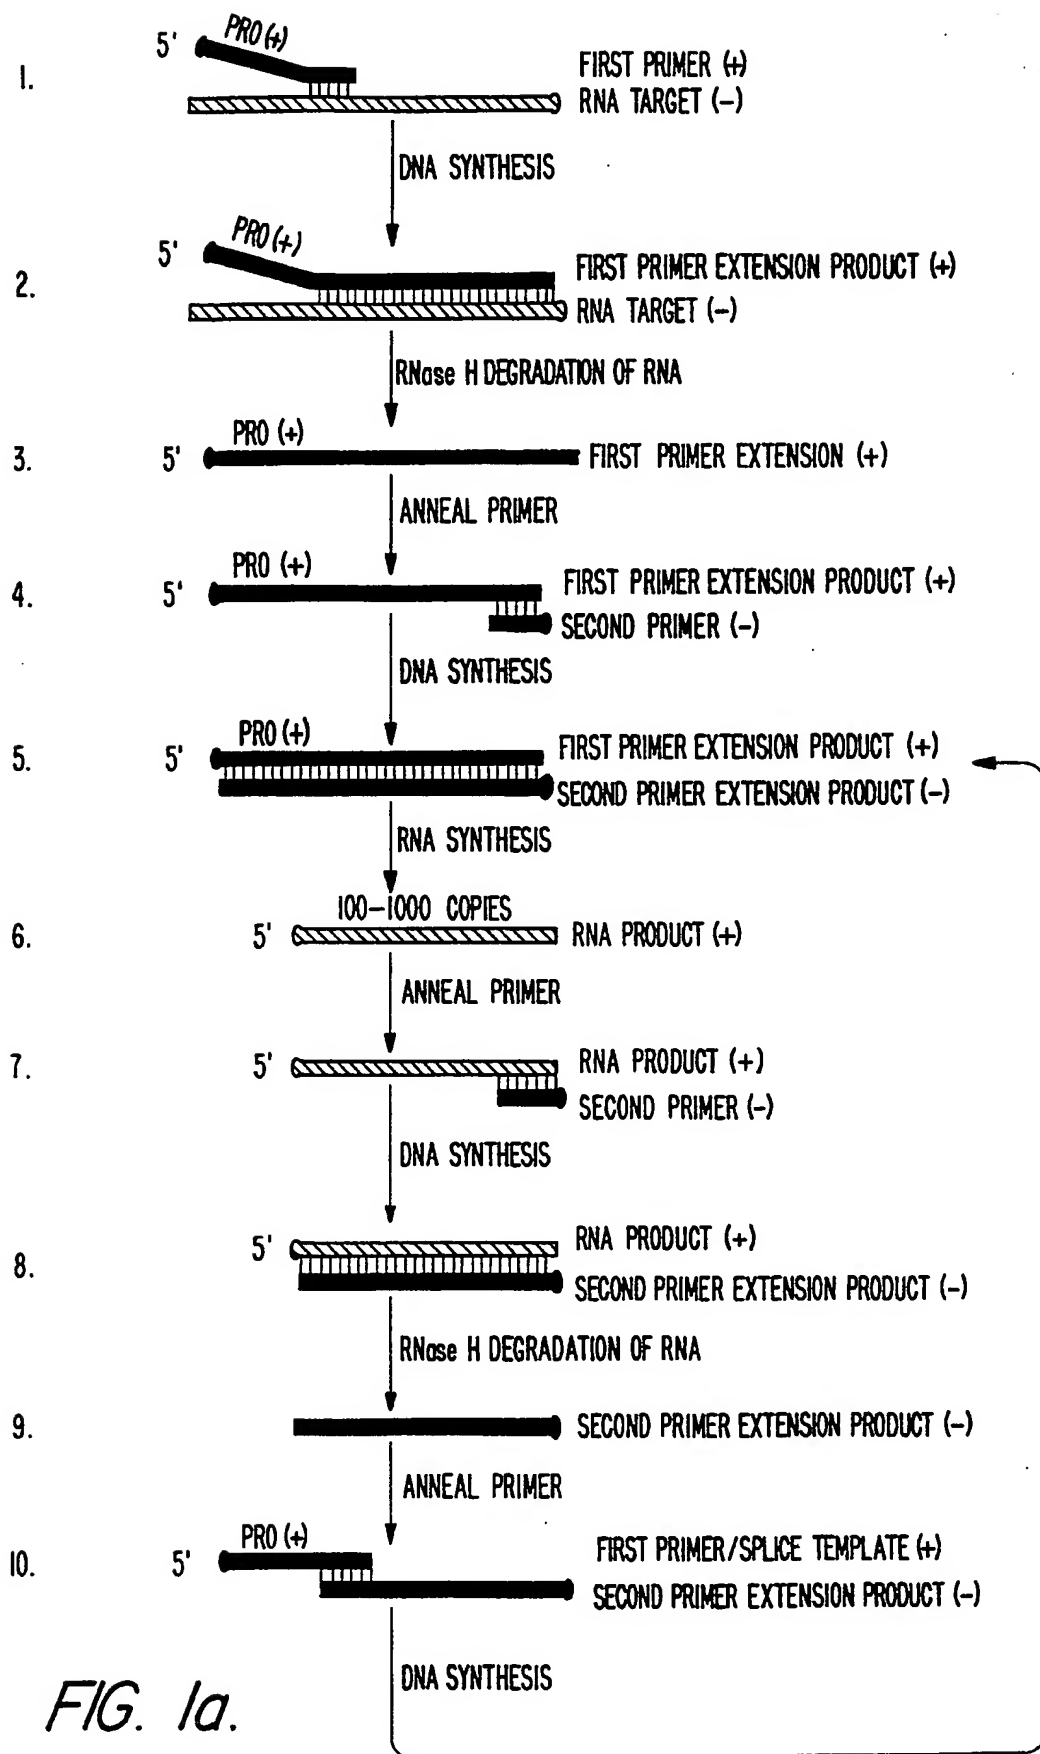 5' PRO (+)
1. FIRST PRIMER (+)
RNA TARGET (-)
DNA SYNTHESIS
5' PRO (+)
2. FIRST PRIMER EXTENSION PRODUCT (+)
RNA TARGET (-)
RNase H DEGRADATION OF RNA
PRO (+)
3. 5' FIRST PRIMER EXTENSION (+)
ANNEAL PRIMER
PRO (+)
4. 5' FIRST PRIMER EXTENSION PRODUCT (+)
SECOND PRIMER (-)
DNA SYNTHESIS
PRO (+)
5. 5' FIRST PRIMER EXTENSION PRODUCT (+)
SECOND PRIMER EXTENSION PRODUCT (-)
RNA SYNTHESIS
100-1000 COPIES
6. 5' RNA PRODUCT (+)
ANNEAL PRIMER
7. 5' RNA PRODUCT (+)
SECOND PRIMER (-)
DNA SYNTHESIS
5' RNA PRODUCT (+)
8. SECOND PRIMER EXTENSION PRODUCT (-)
RNase H DEGRADATION OF RNA
9. SECOND PRIMER EXTENSION PRODUCT (-)
ANNEAL PRIMER
PRO (+)
10. 5' FIRST PRIMER/SPLICE TEMPLATE (+)
SECOND PRIMER EXTENSION PRODUCT (-)
DNA SYNTHESIS
FIG. 1a.